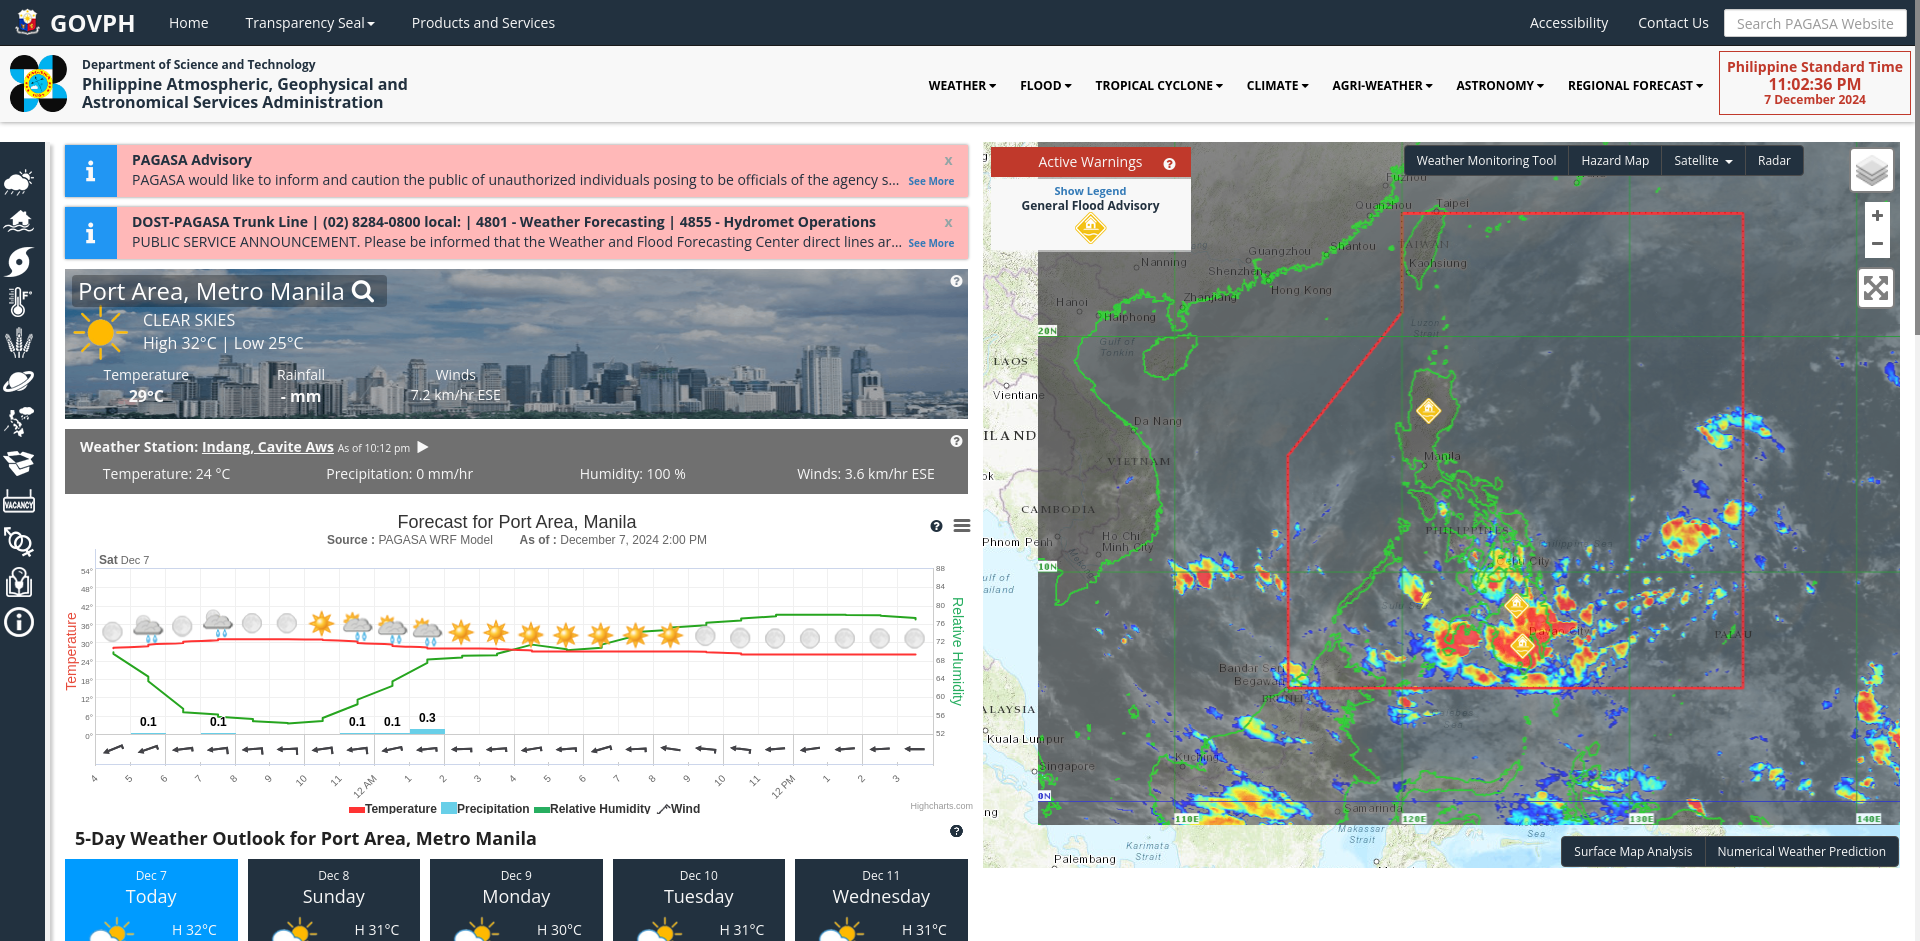 GOVPH
Home
Transparency Seal
Products and Services
Accessibility
Contact Us
Search PAGASA Website
Department of Science and Technology
Philippine Atmospheric, Geophysical and
Astronomical Services Administration
WEATHER
FLOOD
TROPICAL CYCLONE
CLIMATE
AGRI-WEATHER
ASTRONOMY
REGIONAL FORECAST
Philippine Standard Time
11:02:36 PM
7 December 2024
PAGASA Advisory
x
PAGASA would like to inform and caution the public of unauthorized individuals posing to be officials of the agency s...
See More
DOST-PAGASA Trunk Line | (02) 8284-0800 local: | 4801 - Weather Forecasting | 4855 - Hydromet Operations
x
PUBLIC SERVICE ANNOUNCEMENT. Please be informed that the Weather and Flood Forecasting Center direct lines ar...
See More
Port Area, Metro Manila
CLEAR SKIES
High 32°C | Low 25°C
Temperature
Rainfall
Winds
29°C
- mm
7.2 km/hr ESE
Weather Station: Indang, Cavite Aws As of 10:12 pm
Temperature: 24 °C
Precipitation: 0 mm/hr
Humidity: 100 %
Winds: 3.6 km/hr ESE
VACANCY
Forecast for Port Area, Manila
Source : PAGASA WRF Model
As of : December 7, 2024 2:00 PM
Sat Dec 7
Temperature
54°
48°
42°
36°
30°
24°
18°
12°
6°
0°
Relative Humidity
88
84
80
76
72
68
64
60
56
52
0.1
0.1
0.1
0.1
0.3
4 5 6 7 8 9 10 11 12 AM 1 2 3 4 5 6 7 8 9 10 11 12 PM 1 2 3
Temperature
Precipitation
Relative Humidity
Wind
Highcharts.com
5-Day Weather Outlook for Port Area, Metro Manila
Dec 7
Today
H 32°C
Dec 8
Sunday
H 31°C
Dec 9
Monday
H 30°C
Dec 10
Tuesday
H 31°C
Dec 11
Wednesday
H 31°C
Active Warnings
Show Legend
General Flood Advisory
Weather Monitoring Tool
Hazard Map
Satellite
Radar
+
−
Fuzhou
Quanzhou
Taipei
TAIWAN
Kaohsiung
Shantou
Guangzhou
Shenzhen
Hong Kong
Nanning
Zhanjiang
Hanoi
Haiphong
Gulf of
Tonkin
Luzon
Strait
20N
LAOS
Vientiane
Da Nang
ILAND
VIETNAM
Manila
ok
CAMBODIA
Phnom Penh
Ho Chi
Minh City
PHILIPPINES
10N
ulf of
ailand
Davao City
PALAU
Bandar Seri
Begawan
BRUNEI
ALAYSIA
Kuala Lumpur
Kuching
Singapore
0N
ng
110E
120E
130E
140E
Samarinda
Makassar
Strait
Karimata
Strait
Palembang
Sea
Surface Map Analysis
Numerical Weather Prediction